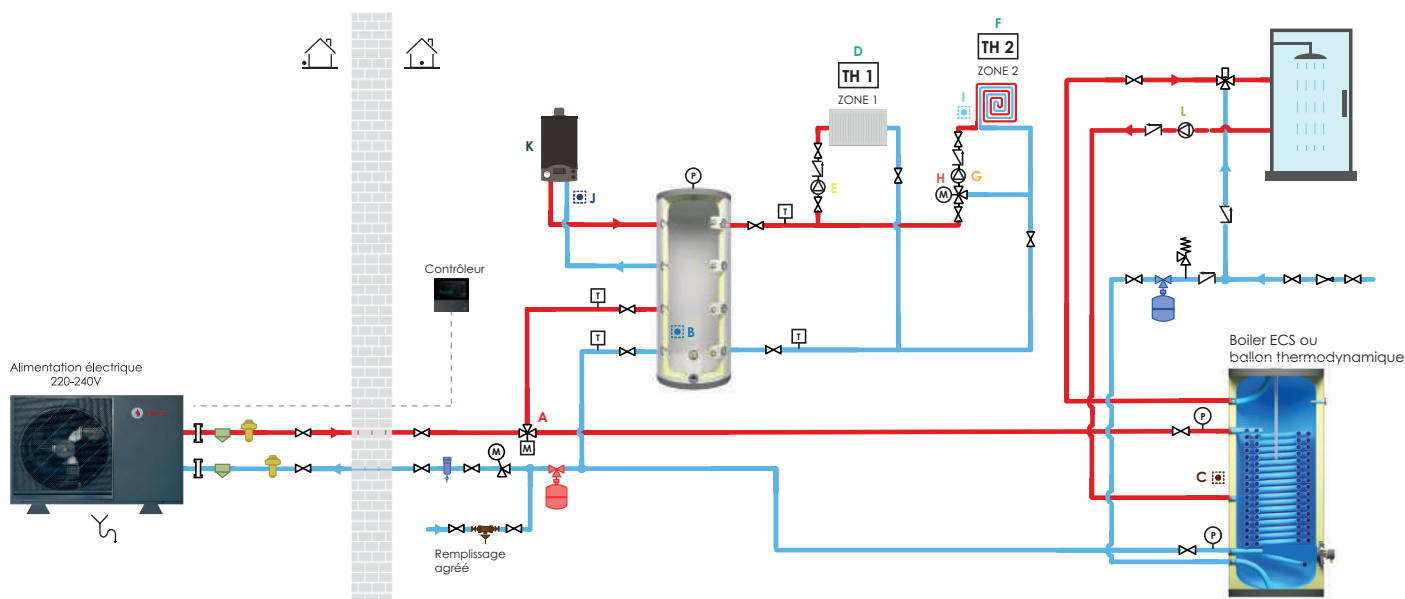 F
D
TH 2
TH 1
ZONE 2
ZONE 1
I
L
K
H
G
M
E
J
P
T
Contrôleur
T
B
T
T
Boiler ECS ou
ballon thermodynamique
Alimentation électrique
220-240V
A
P
M
M
C
P
Remplissage
agréé